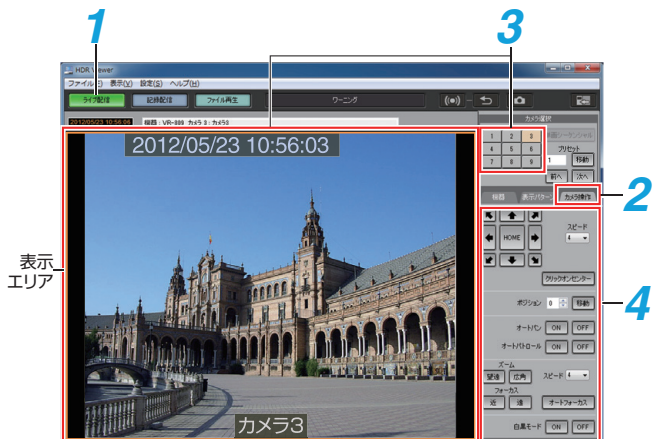 1
3
HDR Viewer
ファイル(F) 表示(V) 設定(S) ヘルプ(H)
ライブ配信 記録配信 ファイル再生 ワーニング
カメラ選択
2012/05/23 10:56:06 機器:VR-809 カメラ 3:カメラ3
2012/05/23 10:56:03
1 2 3
4 5 6
7 8 9
プリセット
1 移動
前へ 次へ
機器 表示パターン カメラ操作
2
表示
エリア
HOME
スピード
4
クリックオンセンター
4
ポジション 0 移動
オートパン ON OFF
オートパトロール ON OFF
ズーム
望遠 広角 スピード 4
フォーカス
近 遠 オートフォーカス
白黒モード ON OFF
カメラ3